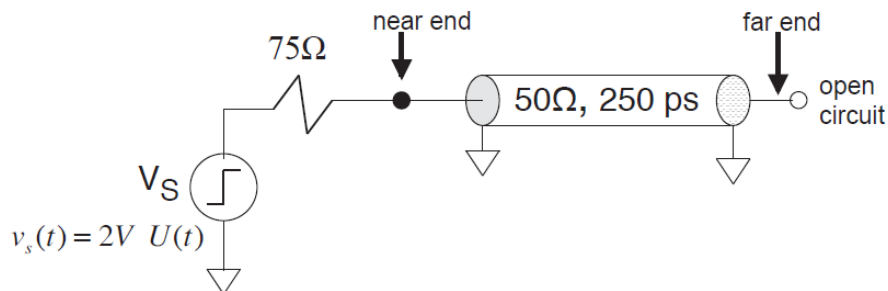 near end
far end
75Ω
50Ω, 250 ps
open
circuit
VS
vs(t) = 2V U(t)